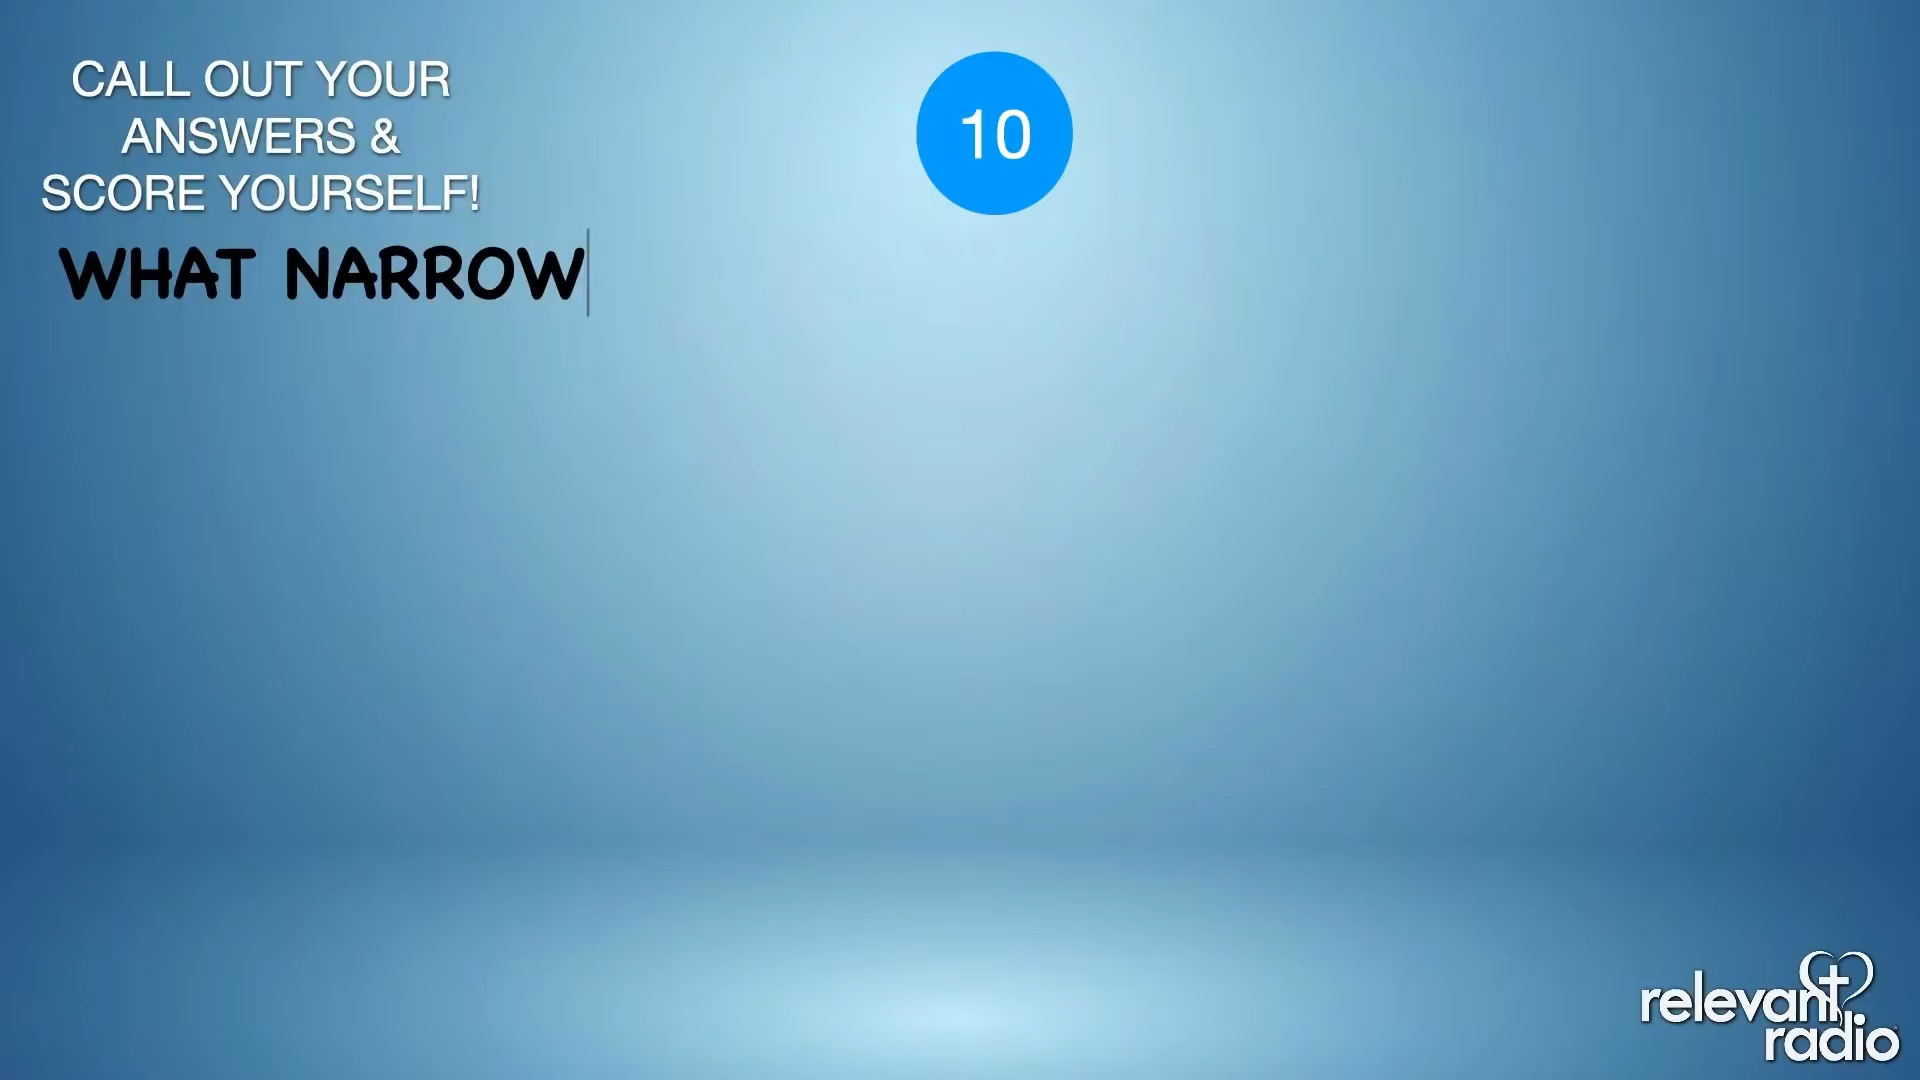 CALL OUT YOUR
ANSWERS &
SCORE YOURSELF!
10
WHAT NARROW
relevant
radio